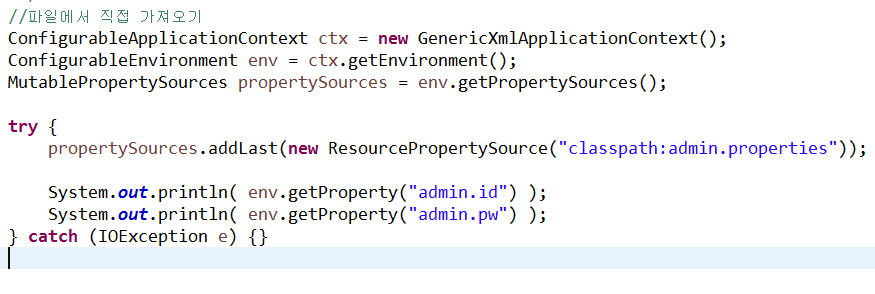 //파일에서 직접 가져오기
ConfigurableApplicationContext ctx = new GenericXmlApplicationContext();
ConfigurableEnvironment env = ctx.getEnvironment();
MutablePropertySources propertySources = env.getPropertySources();

try {
    propertySources.addLast(new ResourcePropertySource("classpath:admin.properties"));

    System.out.println( env.getProperty("admin.id") );
    System.out.println( env.getProperty("admin.pw") );
} catch (IOException e) {}